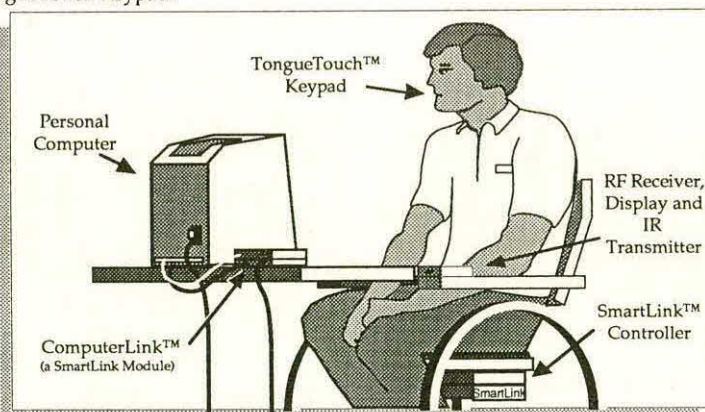 TongueTouch™
Keypad
Personal
Computer
RF Receiver,
Display and
IR
Transmitter
SmartLink™
Controller
ComputerLink™
(a SmartLink Module)
SmartLink